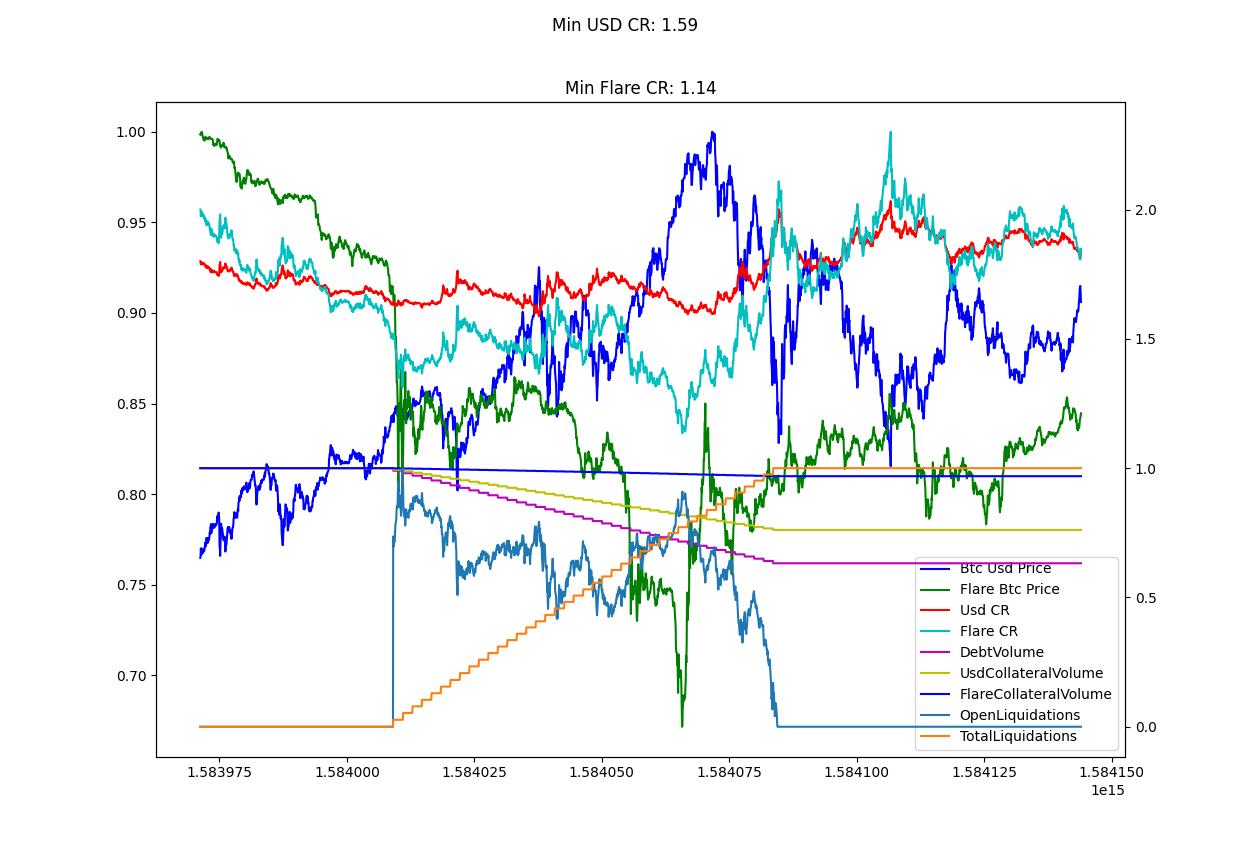 Min USD CR: 1.59
Min Flare CR: 1.14
1.00
0.95
0.90
0.85
0.80
0.75
0.70
2.0
1.5
1.0
0.5
0.0
Btc Usd Price
Flare Btc Price
Usd CR
Flare CR
DebtVolume
UsdCollateralVolume
FlareCollateralVolume
OpenLiquidations
TotalLiquidations
1.583975 1.584000 1.584025 1.584050 1.584075 1.584100 1.584125 1.584150
1e15